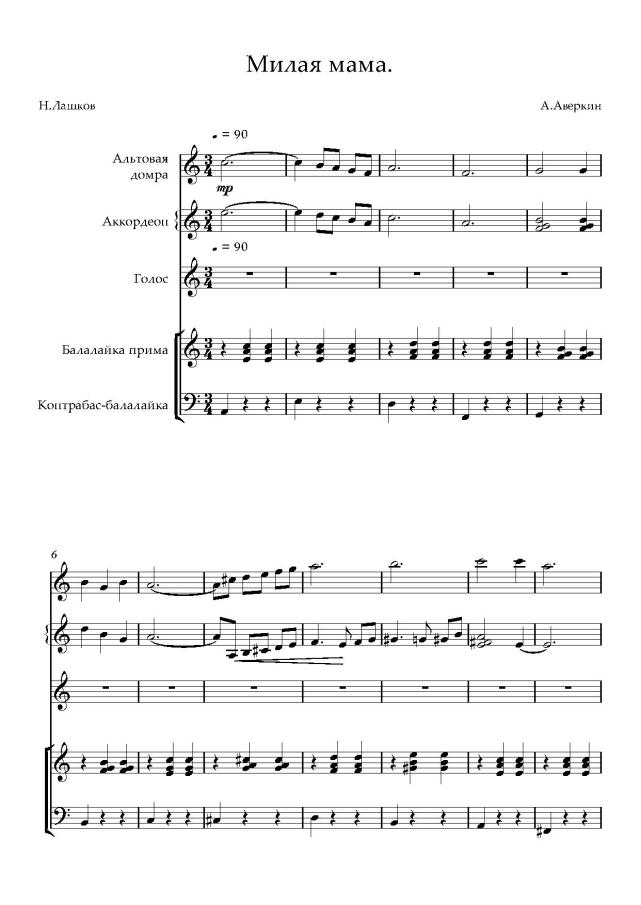 Милая мама.
Н.Лашков
А.Аверкин
= 90
Альтовая
домра
mp
Аккордеон
= 90
Голос
Балалайка прима
Контрабас-балалайка
6